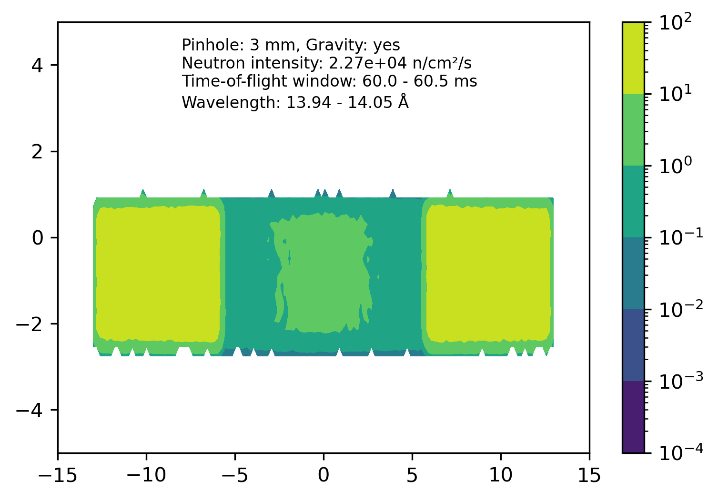 Pinhole: 3 mm, Gravity: yes
Neutron intensity: 2.27e+04 n/cm²/s
Time-of-flight window: 60.0 - 60.5 ms
Wavelength: 13.94 - 14.05 Å
4
2
0
−2
−4
−15 −10 −5 0 5 10 15
10²
10¹
10⁰
10⁻¹
10⁻²
10⁻³
10⁻⁴